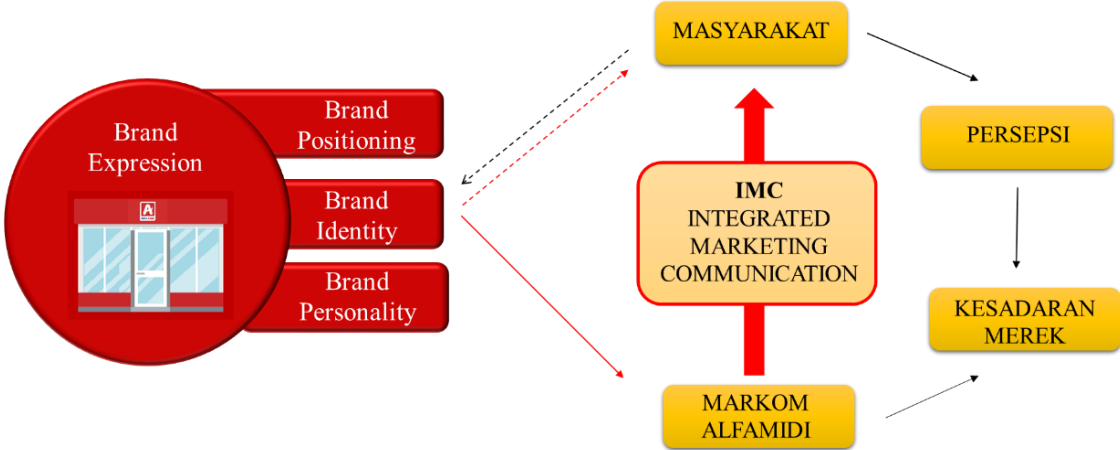 Brand
Expression
Brand
Positioning
Brand
Identity
Brand
Personality
MASYARAKAT
IMC
INTEGRATED
MARKETING
COMMUNICATION
MARKOM
ALFAMIDI
PERSEPSI
KESADARAN
MEREK